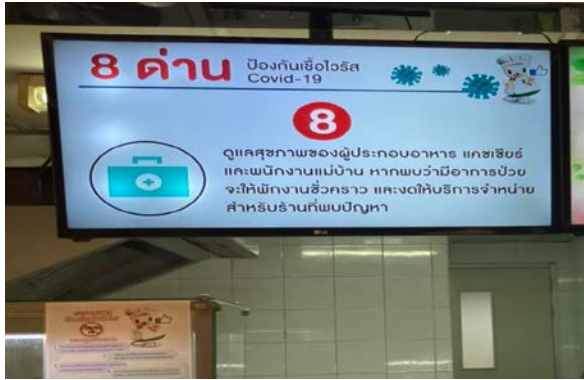 8 ด่าน ป้องกันเชื้อไวรัส
Covid-19
8
ดูแลสุขภาพของผู้ประกอบอาหาร แคชเชียร์
และพนักงานแม่บ้าน หากพบว่ามีอาการป่วย
จะให้พักงานชั่วคราว และงดให้บริการจำหน่าย
สำหรับร้านที่พบปัญหา
LG